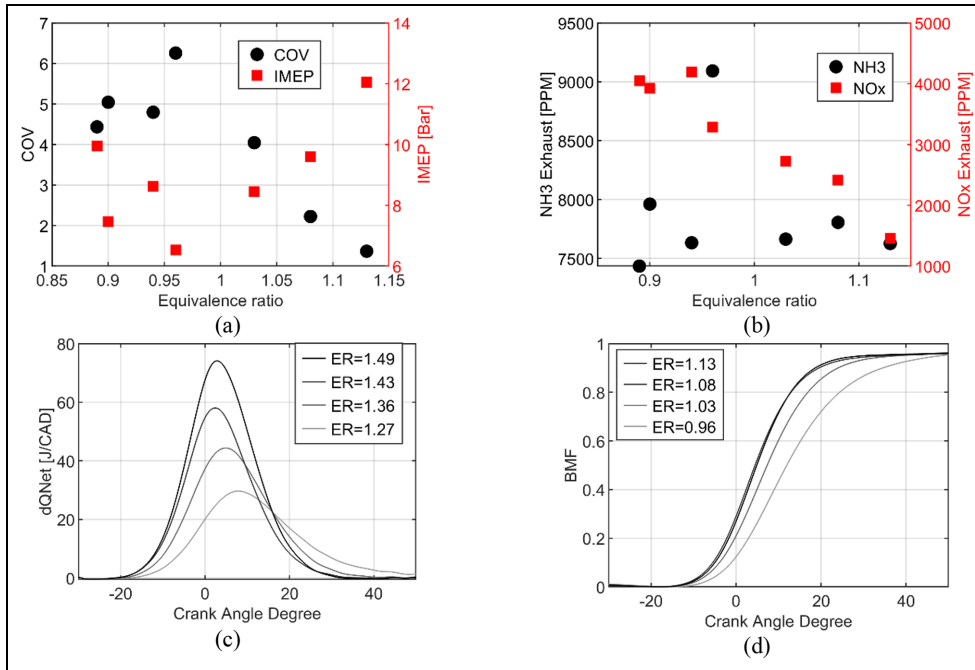 7
6
5
4
3
2
1
COV
14
12
10
8
6
IMEP [Bar]
COV
IMEP
0.85 0.9 0.95 1 1.05 1.1 1.15
Equivalence ratio
(a)
9500
9000
8500
8000
7500
NH3 Exhaust [PPM]
5000
4000
3000
2000
1000
NOx Exhaust [PPM]
NH3
NOx
0.9 1 1.1
Equivalence ratio
(b)
80
60
40
20
0
dQNet [J/CAD]
ER=1.49
ER=1.43
ER=1.36
ER=1.27
-20 0 20 40
Crank Angle Degree
(c)
1
0.8
0.6
0.4
0.2
0
BMF
ER=1.13
ER=1.08
ER=1.03
ER=0.96
-20 0 20 40
Crank Angle Degree
(d)